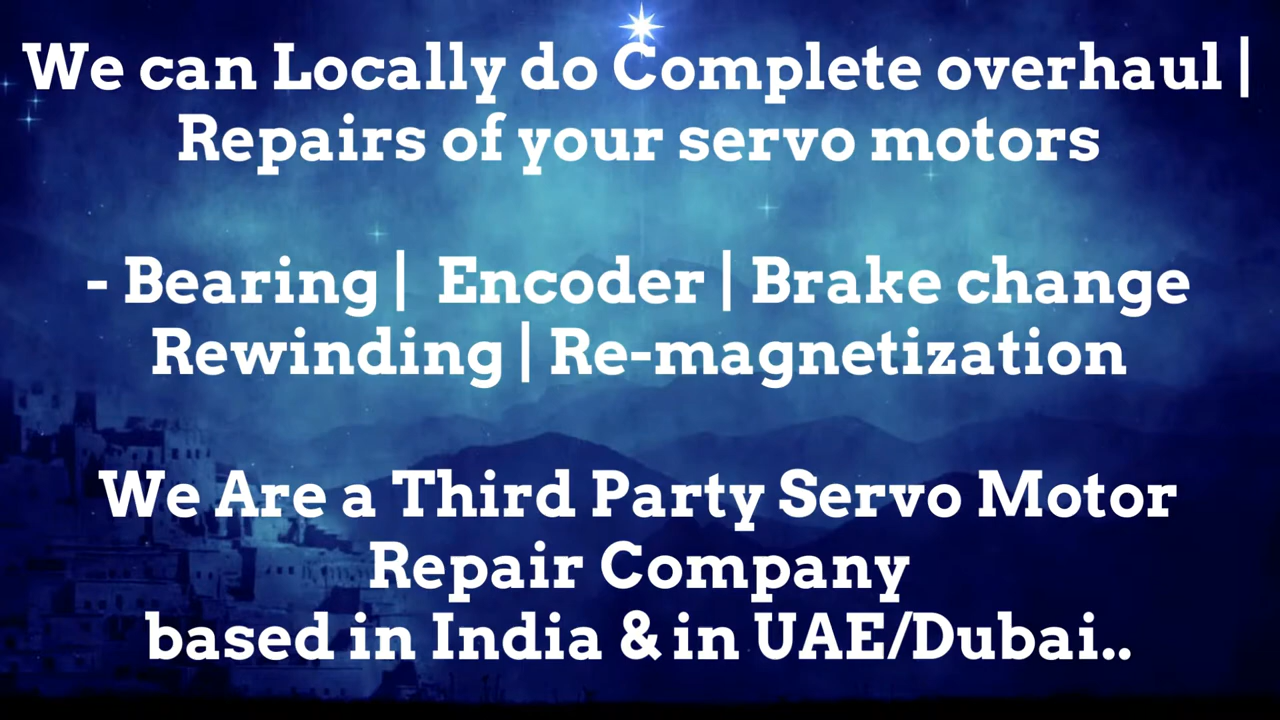 We can Locally do Complete overhaul |
Repairs of your servo motors
- Bearing | Encoder | Brake change
Rewinding | Re-magnetization
We Are a Third Party Servo Motor
Repair Company
based in India & in UAE/Dubai..